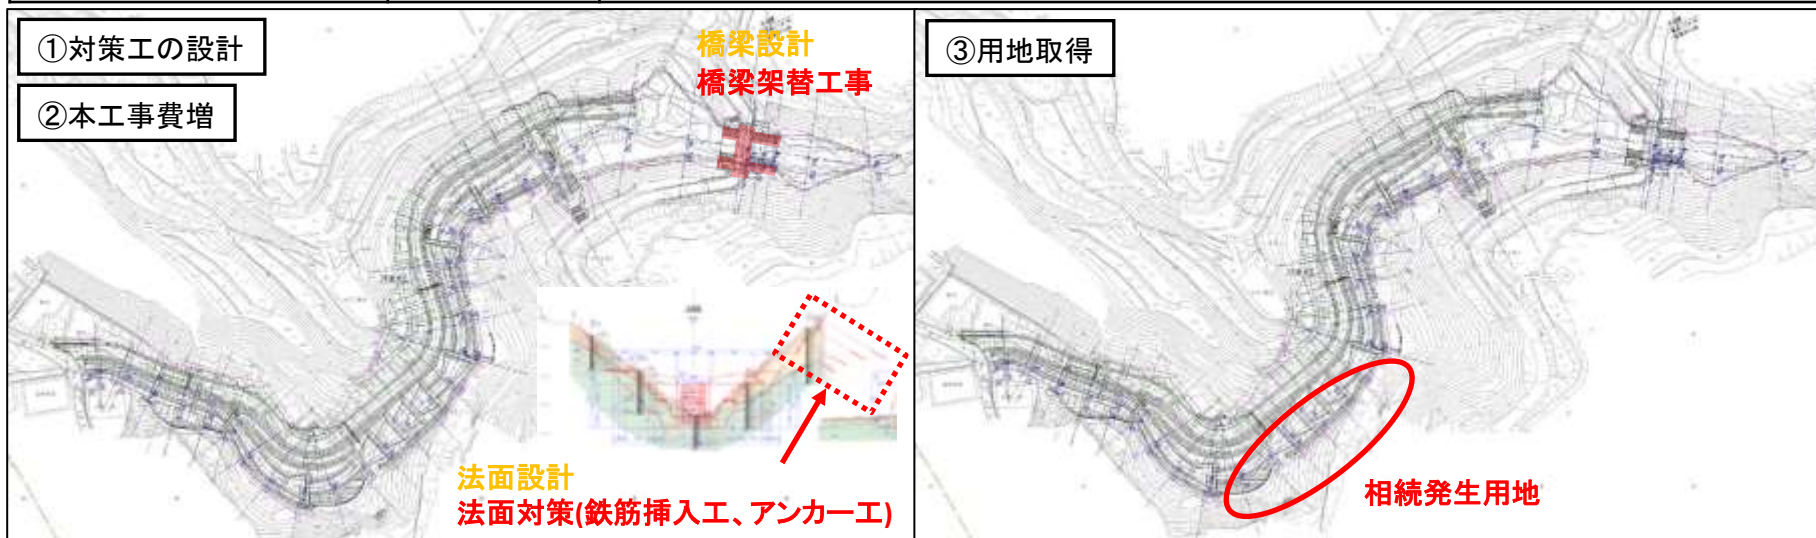 ①対策工の設計
②本工事費増
橋梁設計
橋梁架替工事
法面設計
法面対策(鉄筋挿入工、アンカー工)
③用地取得
相続発生用地